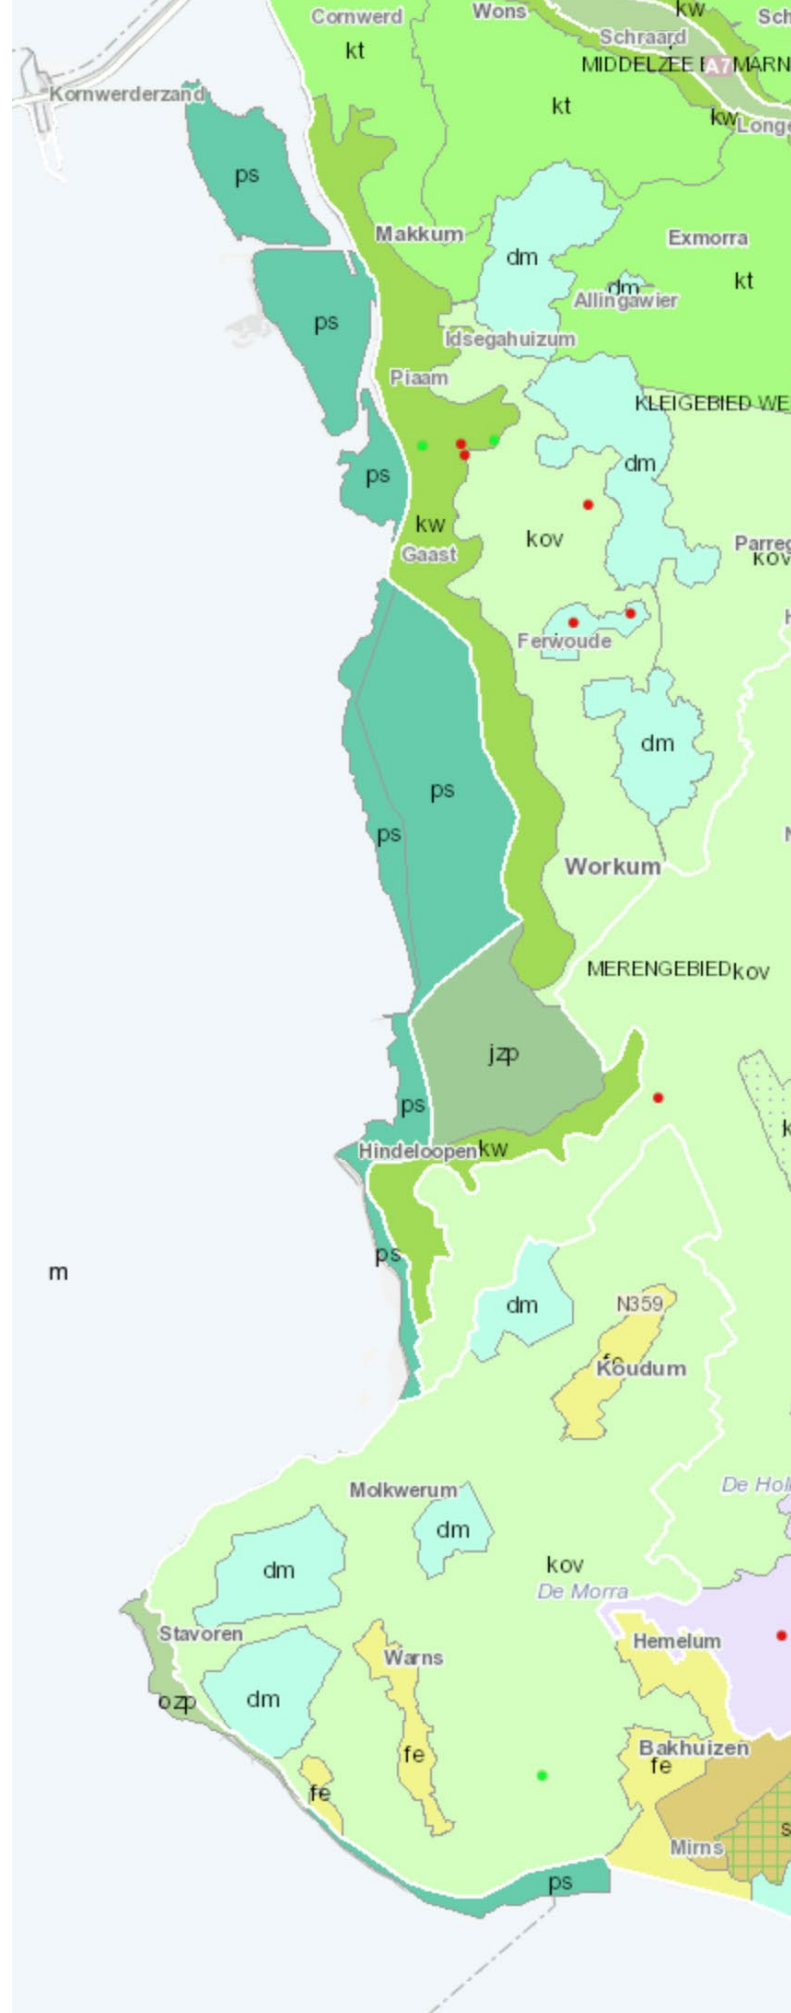 Cornwerd
Wons
kw
Sch
kt
Schraard
MIDDELZEE E
A7
MARN
Kornwerderzand
kt
kw
Longe
ps
Makkum
Exmorra
dm
kt
dm
Allingawier
ps
Idsegahuizum
Piaam
KLEIGEBIED WE
dm
ps
kw
kov
Parreg
kov
Gaast
Ferwoude
dm
ps
ps
Workum
MERENGEBIED
kov
jzp
ps
k
Hindeloopen
kw
ps
m
dm
N359
fe
Koudum
De Hol
Molkwerum
dm
kov
dm
De Morra
Stavoren
Hemelum
Warns
dm
ozp
Bakhuizen
fe
fe
fe
s
Mirns
ps